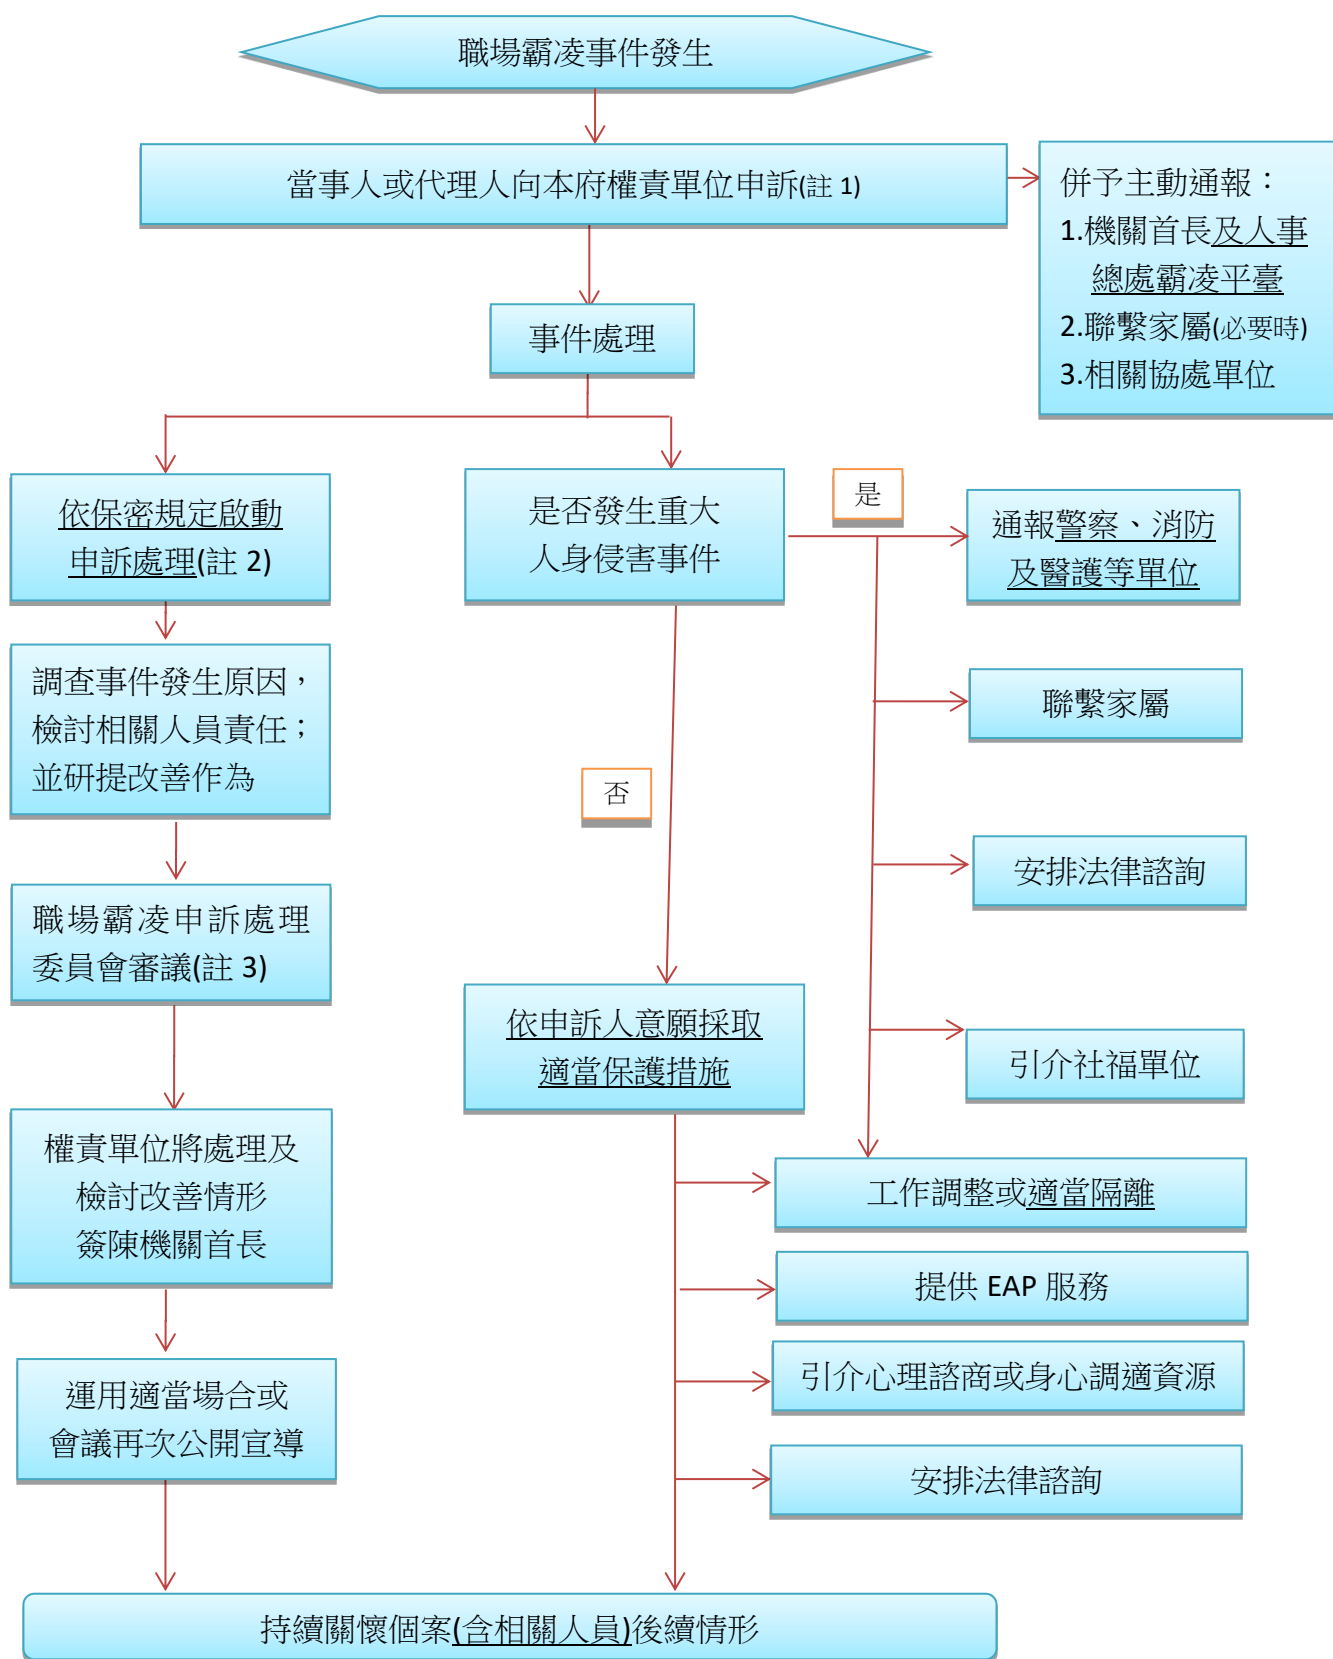 職場霸凌事件發生
當事人或代理人向本府權責單位申訴(註 1)
併予主動通報：
1.機關首長及人事
總處霸凌平臺
2.聯繫家屬(必要時)
3.相關協處單位
事件處理
依保密規定啟動
申訴處理(註 2)
是否發生重大
人身侵害事件
是
通報警察、消防
及醫護等單位
調查事件發生原因，
檢討相關人員責任；
並研提改善作為
聯繫家屬
否
安排法律諮詢
職場霸凌申訴處理
委員會審議(註 3)
依申訴人意願採取
適當保護措施
引介社福單位
權責單位將處理及
檢討改善情形
簽陳機關首長
工作調整或適當隔離
提供 EAP 服務
引介心理諮商或身心調適資源
運用適當場合或
會議再次公開宣導
安排法律諮詢
持續關懷個案(含相關人員)後續情形